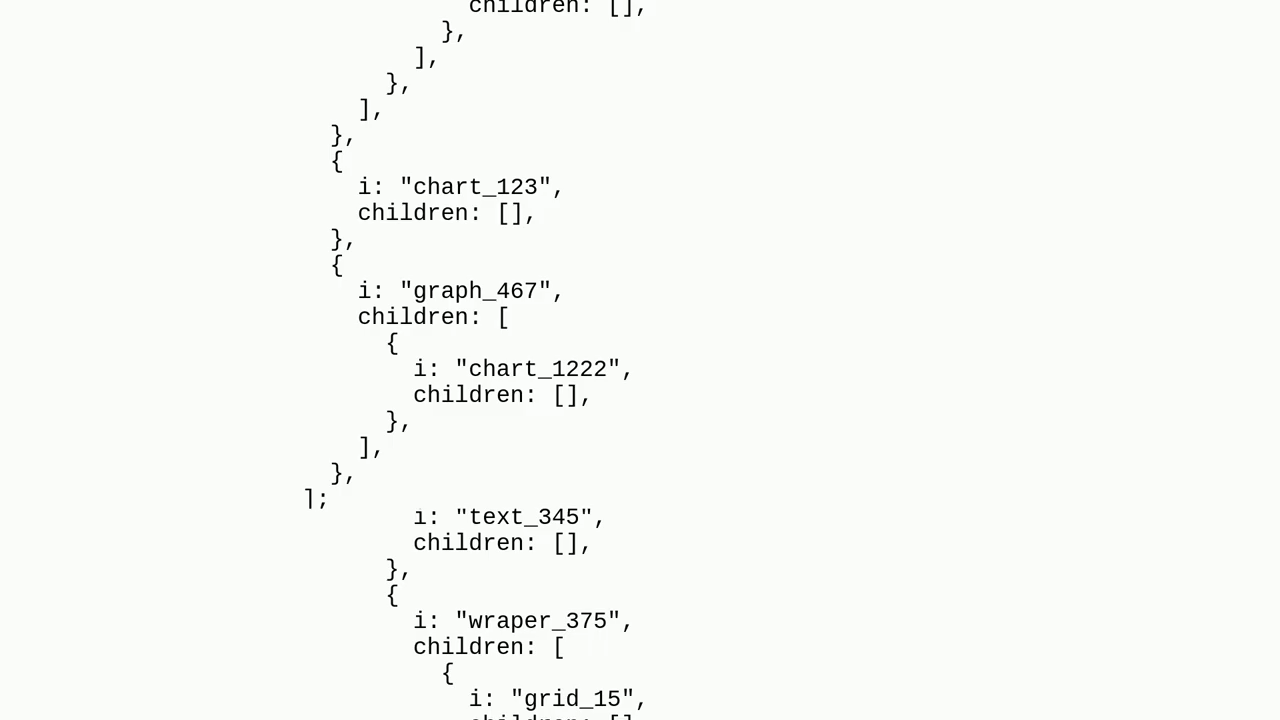 children: [],
},
],
},
],
},
{
i: "chart_123",
children: [],
},
{
i: "graph_467",
children: [
{
i: "chart_1222",
children: [],
},
],
},
];
i: "text_345",
children: [],
},
{
i: "wraper_375",
children: [
{
i: "grid_15",